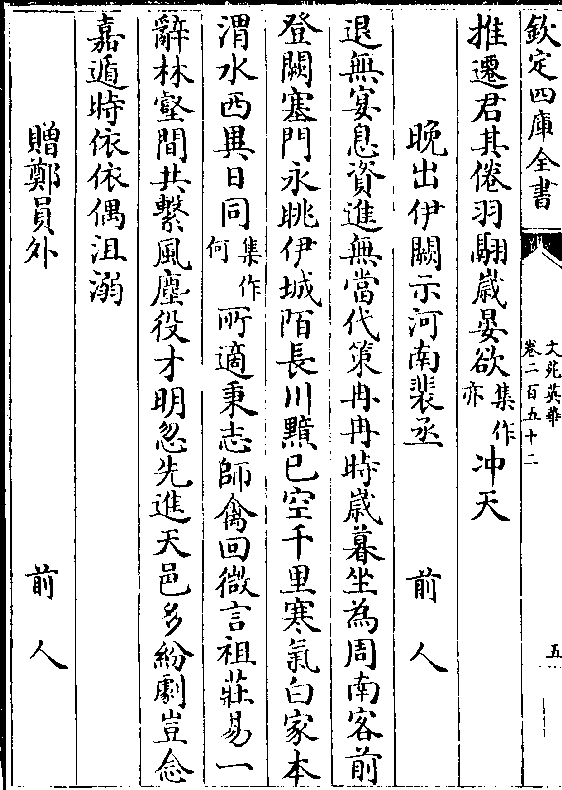 欽定四庫全書
文苑英華
卷二百五十二
五
推遷君其倦羽翮歲晏欲集作亦冲天
晚出伊闕示河南裴丞
前人
退無宴息資進無當代策冉冉時歲暮坐為周南客前
登闕塞門永眺伊城陌長川黯已空千里寒氣白家本
渭水西異日同集作何所適秉志師禽回微言祖莊易一
辭林壑間共繫風塵役才明忽先進天邑多紛劇豈念
嘉遁時依依偶沮溺
贈鄭員外
前人